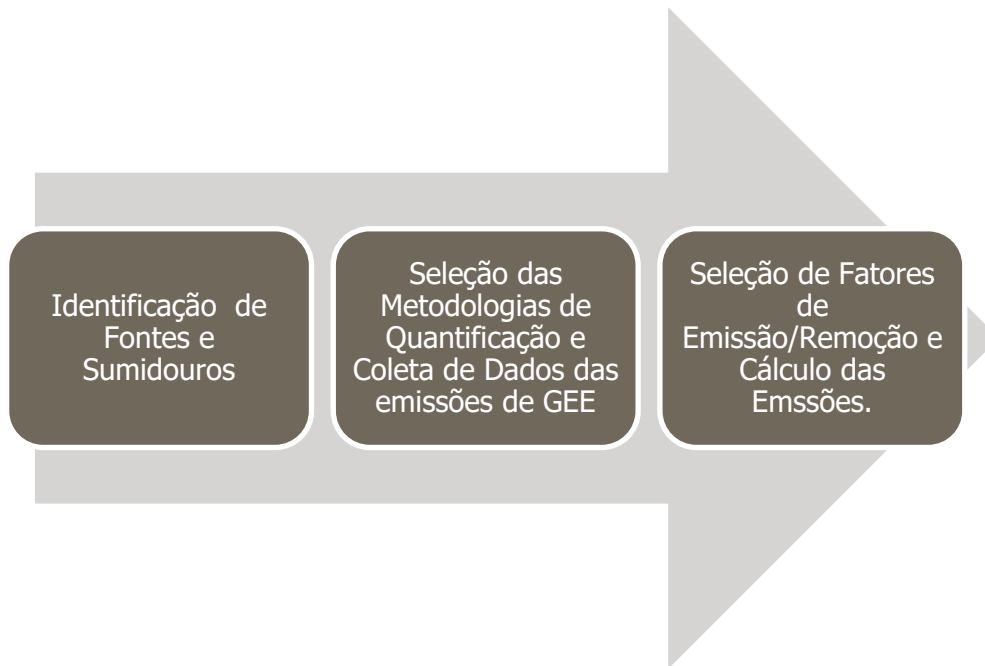 Identificação de
Fontes e
Sumidouros
Seleção das
Metodologias de
Quantificação e
Coleta de Dados das
emissões de GEE
Seleção de Fatores
de
Emissão/Remoção e
Cálculo das
Emssões.